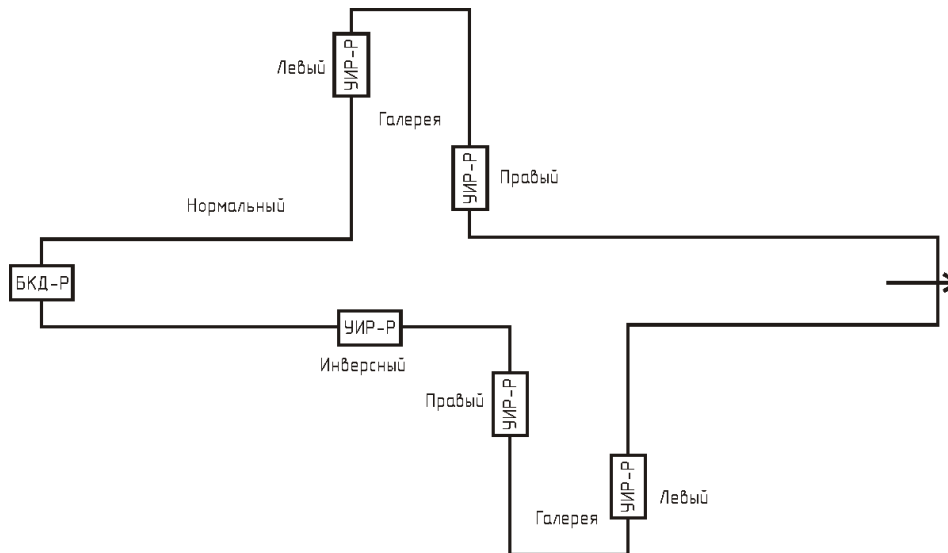 УИР-Р
Левый
Галерея
УИР-Р
Правый
Нормальный
БКД-Р
УИР-Р
Инверсный
Правый
УИР-Р
УИР-Р
Левый
Галерея